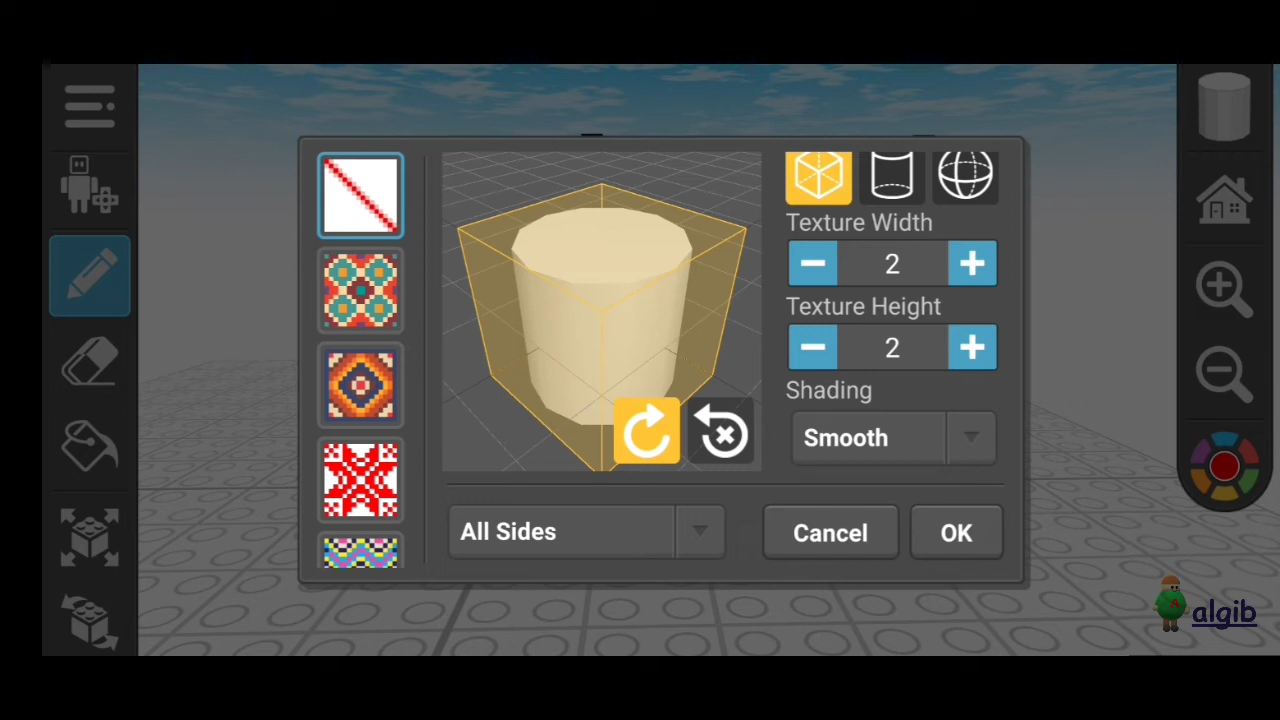 Texture Width
2
Texture Height
2
Shading
Smooth
All Sides
Cancel
OK
algib